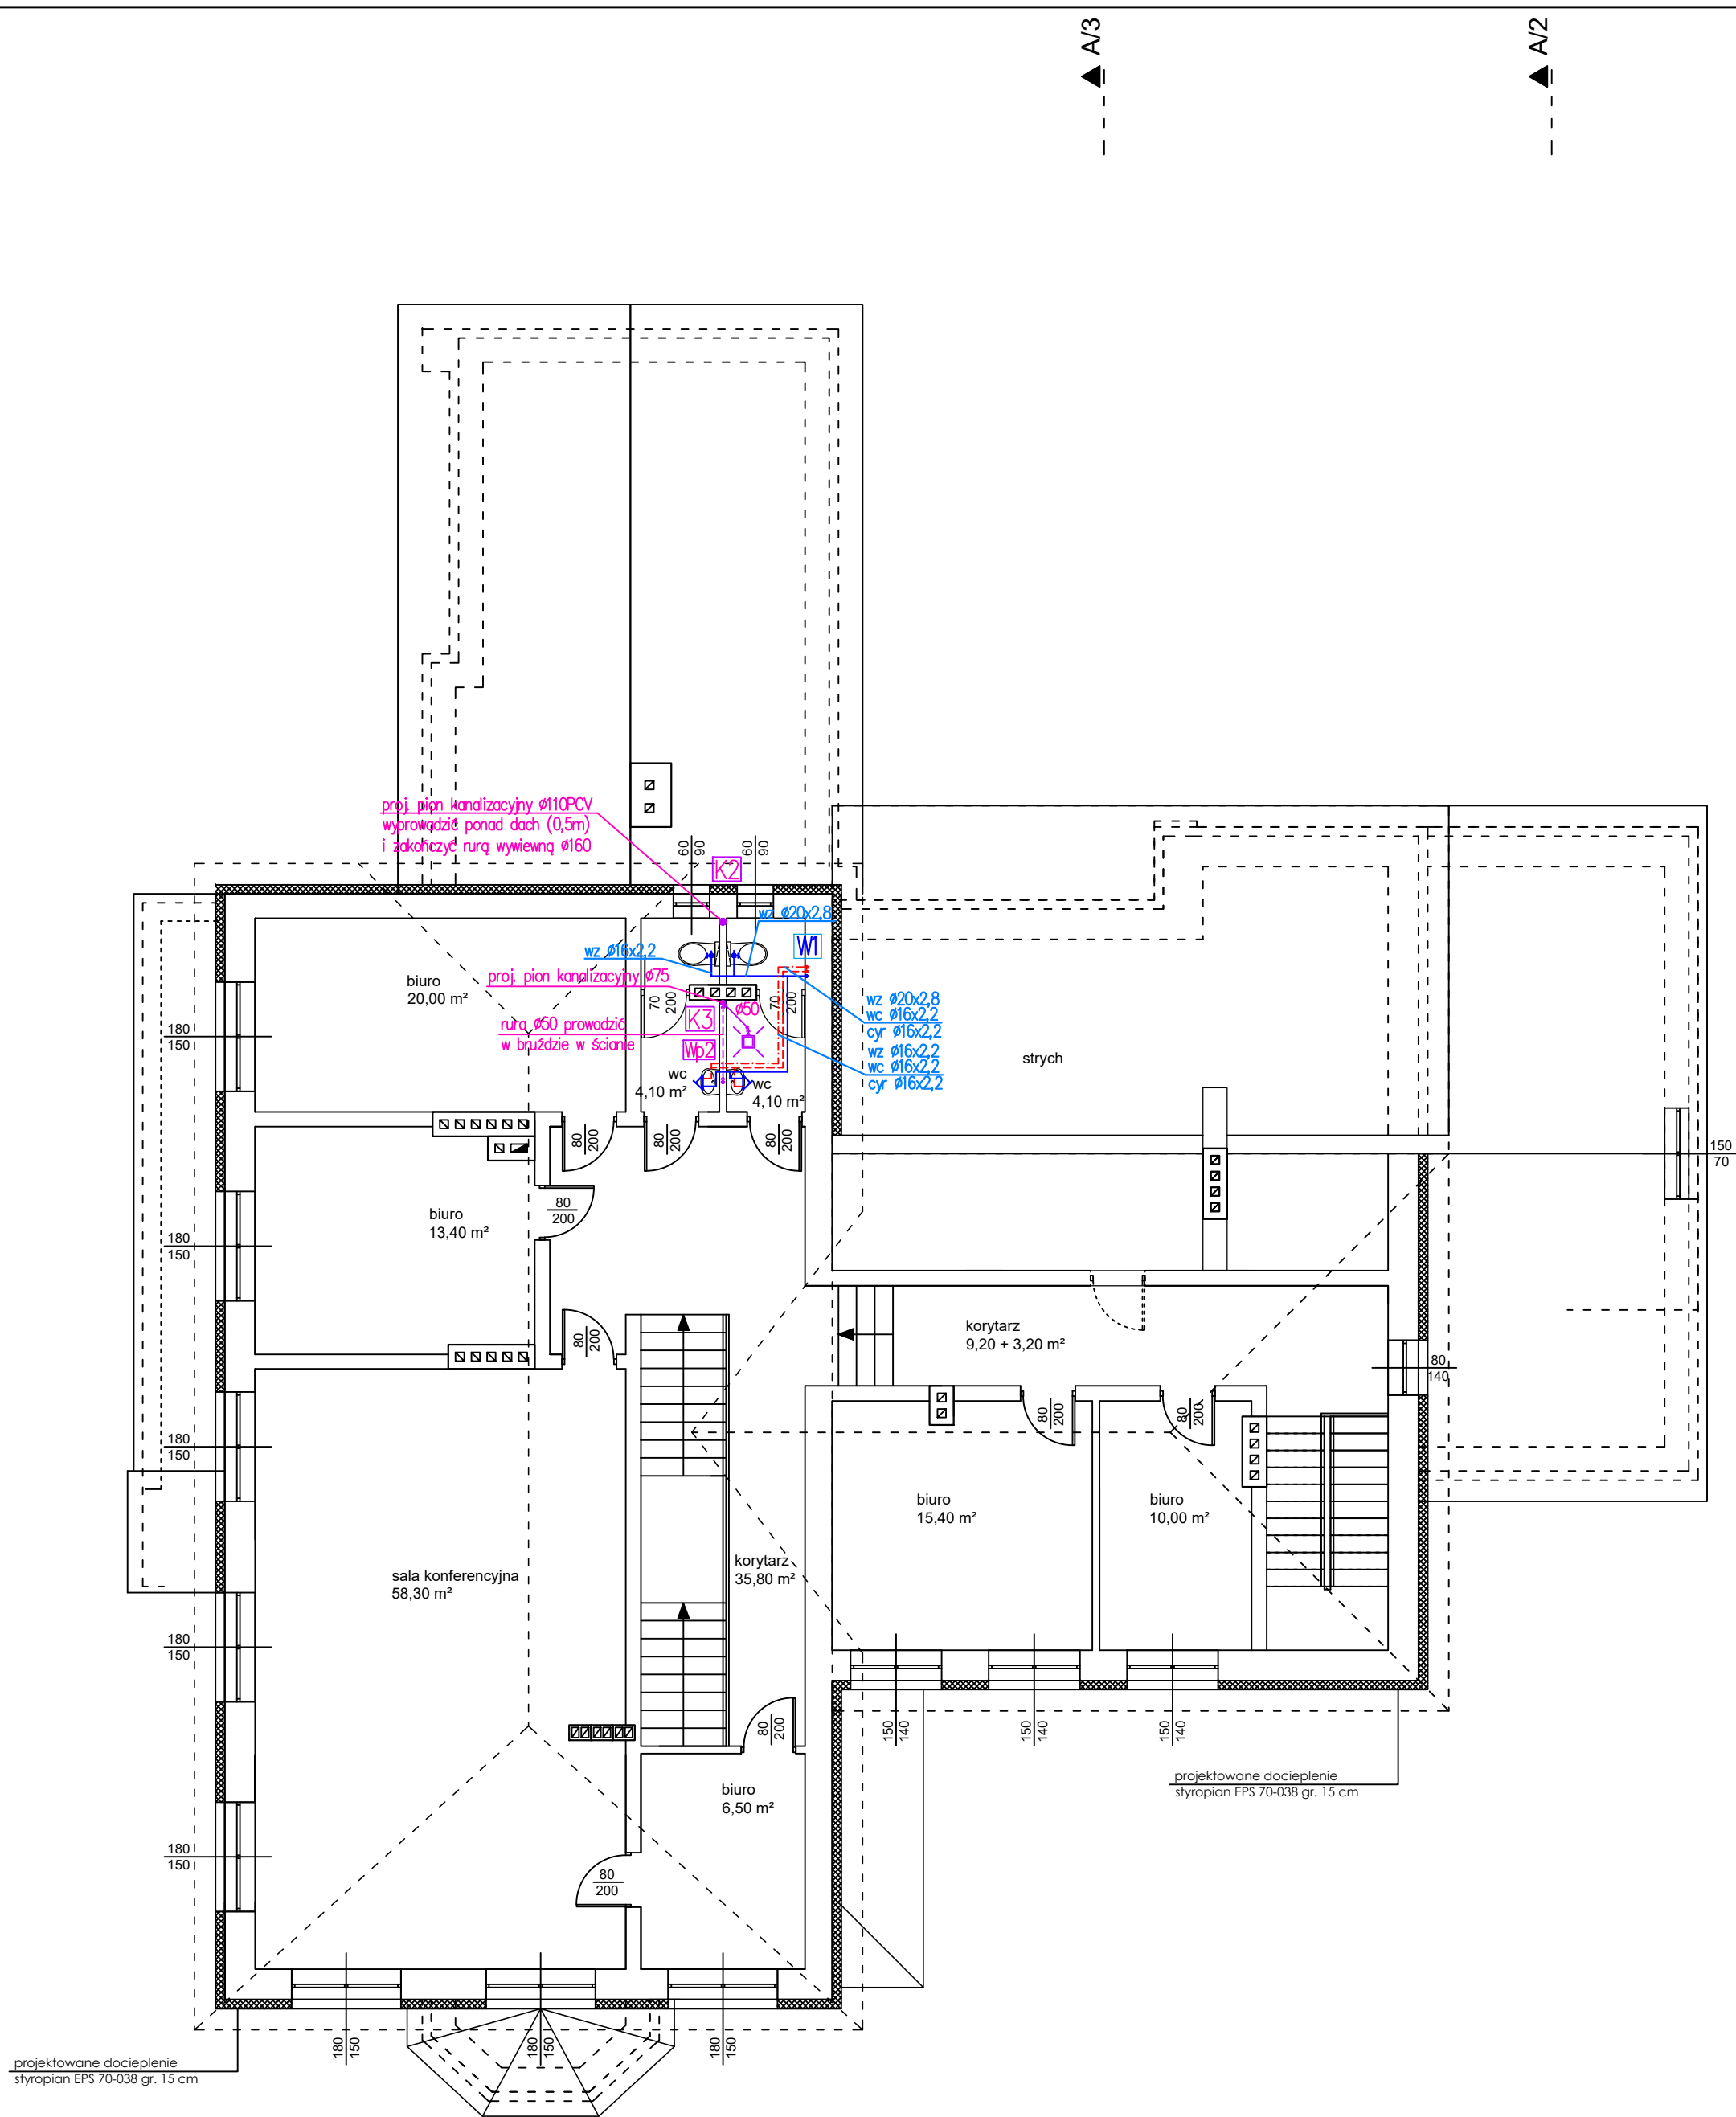 A/3
A/2
proj. pion kanalizacyjny Ø110PCV
wyprowadzić ponad dach (0,5m)
i zakończyć rurą wywiewną Ø160
60
90
60
90
K2
wz Ø20x2,8
W1
wz Ø16x2,2
biuro
20,00 m²
proj. pion kanalizacyjny Ø75
70
200
70
200
Ø50
K3
rurą Ø50 prowadzić
w bruździe w ścianie
Wp2
wz Ø20x2,8
wc Ø16x2,2
cyr Ø16x2,2
wz Ø16x2,2
wc Ø16x2,2
cyr Ø16x2,2
strych
180
150
wc
4,10 m²
wc
4,10 m²
80
200
80
200
80
200
150
70
biuro
13,40 m²
80
200
180
150
80
200
korytarz
9,20 + 3,20 m²
80
140
80
200
80
200
180
150
biuro
15,40 m²
biuro
10,00 m²
sala konferencyjna
58,30 m²
korytarz
35,80 m²
180
150
80
200
150
140
150
140
150
140
projektowane docieplenie
styropian EPS 70-038 gr. 15 cm
biuro
6,50 m²
180
150
80
200
180
150
180
150
180
150
projektowane docieplenie
styropian EPS 70-038 gr. 15 cm